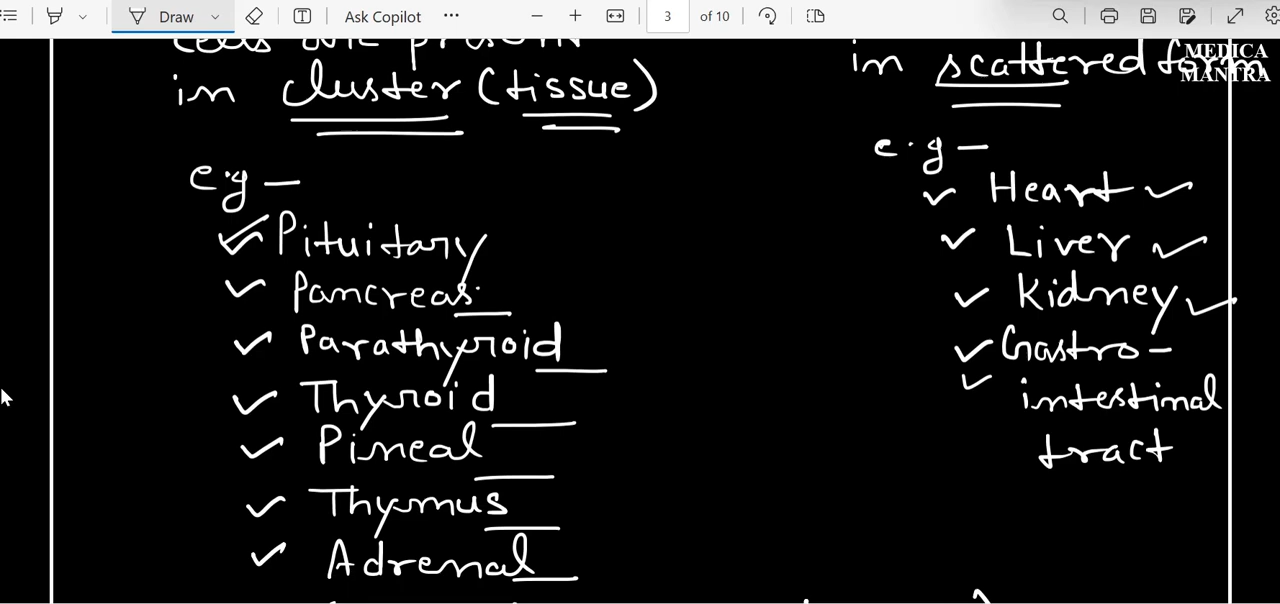 Draw
Ask Copilot
3 of 10
MEDICA
MANTRA
in cluster (tissue)
in scattered form
e.g –
Pituitary
Pancreas
Parathyroid
Thyroid
Pineal
Thymus
Adrenal
e.g –
Heart
Liver
Kidney
Gastro –
intestinal
tract